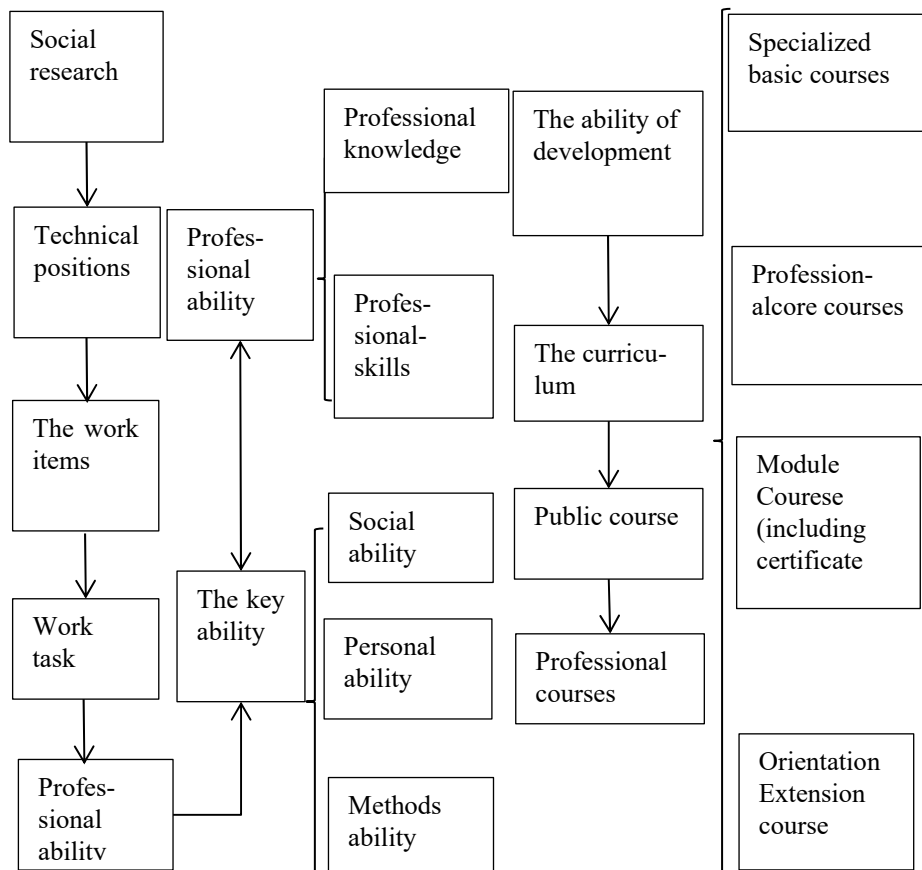 Social
research
Technical
positions
The work
items
Work
task
Profes-
sional
ability
Profes-
sional
ability
The key
ability
Professional
knowledge
Profes-
sional-
skills
Social
ability
Personal
ability
Methods
ability
The ability of
development
The curricu-
lum
Public course
Professional
courses
Specialized
basic courses
Profession-
alcore courses
Module
Courese
(including
certificate
Orientation
Extension
course